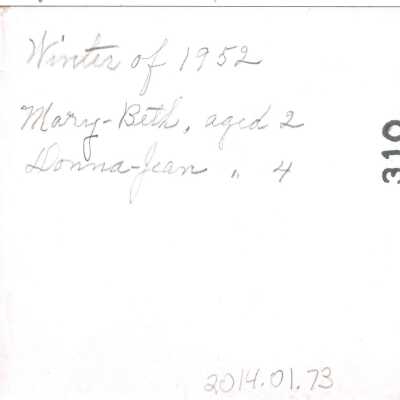 Winter of 1952
Mary-Beth, aged 2
Donna-Jean " 4
310
2014.01.73